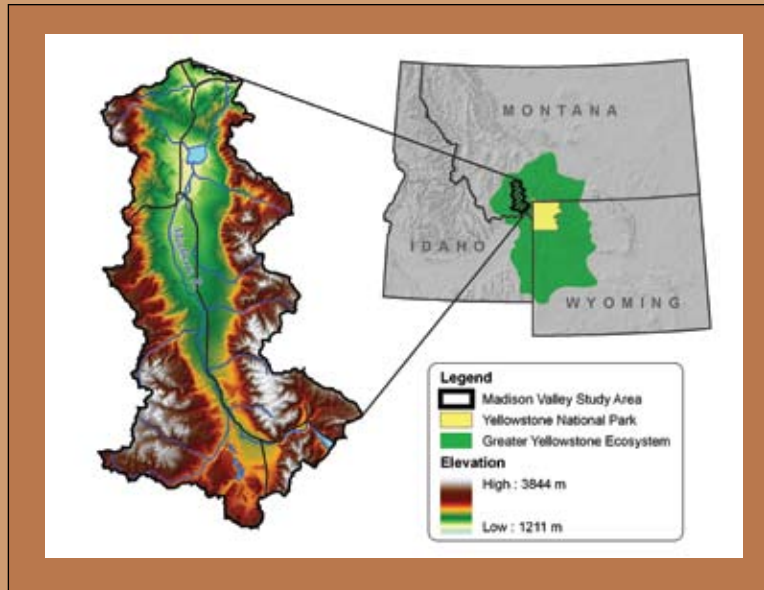 MONTANA
IDAHO
WYOMING
Legend
Madison Valley Study Area
Yellowstone National Park
Greater Yellowstone Ecosystem
Elevation
High : 3844 m
Low : 1211 m